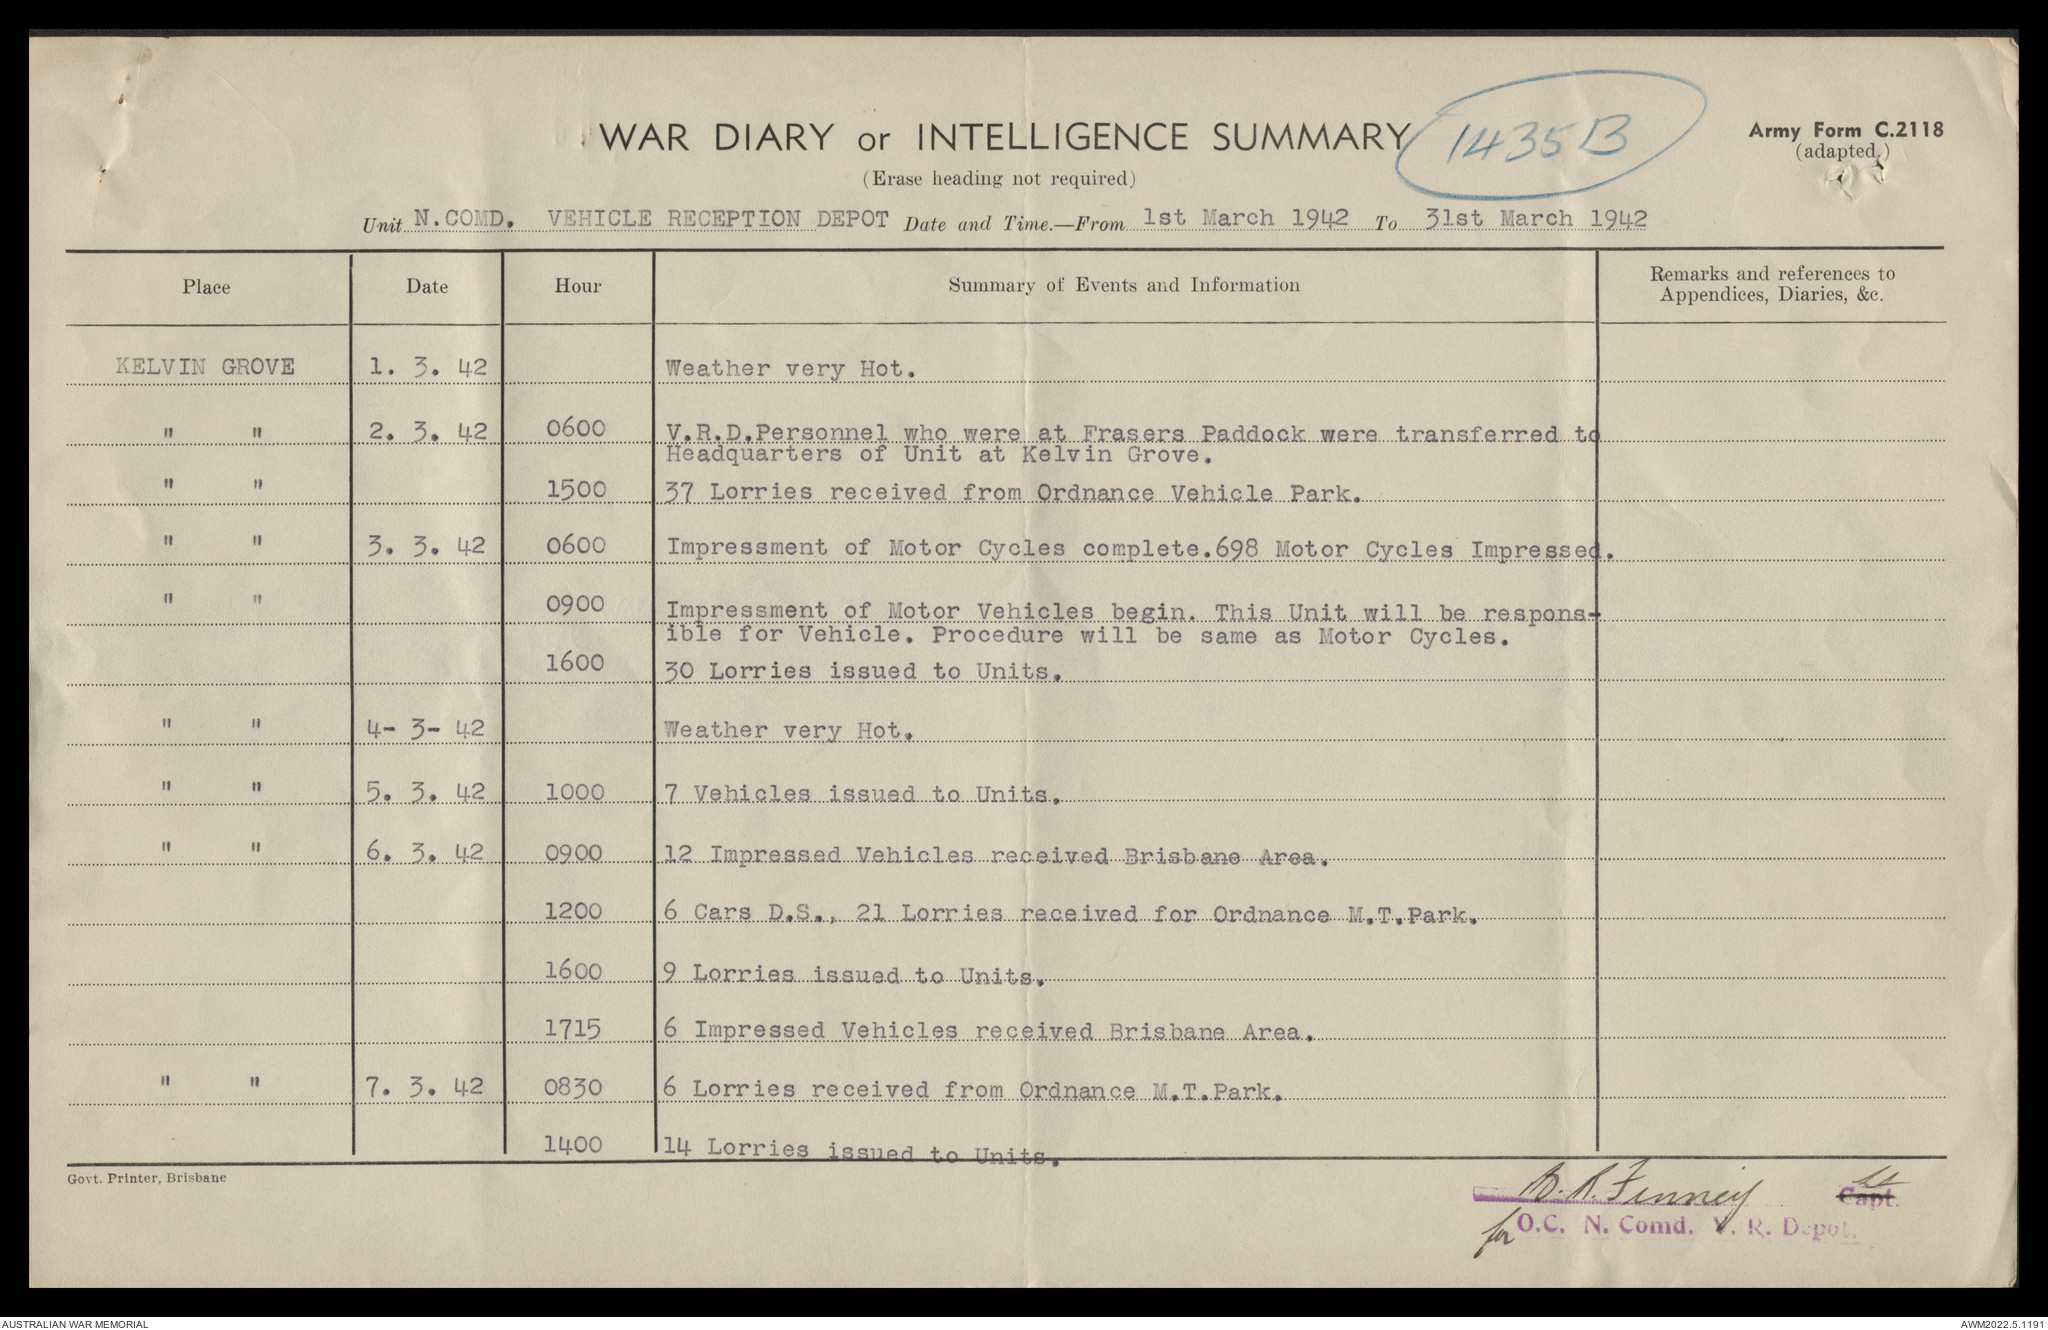 WAR DIARY or INTELLIGENCE SUMMARY
1435B
Army Form C.2118
(adapted.)
(Erase heading not required)
Unit N.COMD. VEHICLE RECEPTION DEPOT Date and Time.—From 1st March 1942 To 31st March 1942
Place Date Hour Summary of Events and Information Remarks and references to
Appendices, Diaries, &c.
KELVIN GROVE 1. 3. 42 Weather very Hot.
" " 2. 3. 42 0600 V.R.D.Personnel who were at Frasers Paddock were transferred to
Headquarters of Unit at Kelvin Grove.
" " 1500 37 Lorries received from Ordnance Vehicle Park.
" " 3. 3. 42 0600 Impressment of Motor Cycles complete.698 Motor Cycles Impressed.
" " 0900 Impressment of Motor Vehicles begin. This Unit will be respons-
ible for Vehicle. Procedure will be same as Motor Cycles.
1600 30 Lorries issued to Units.
" " 4- 3- 42 Weather very Hot.
" " 5. 3. 42 1000 7 Vehicles issued to Units.
" " 6. 3. 42 0900 12 Impressed Vehicles received Brisbane Area.
1200 6 Cars D.S., 21 Lorries received for Ordnance M.T.Park.
1600 9 Lorries issued to Units.
1715 6 Impressed Vehicles received Brisbane Area.
" " 7. 3. 42 0830 6 Lorries received from Ordnance M.T.Park.
1400 14 Lorries issued to Units.
Govt. Printer, Brisbane
Finney Lt
Capt.
for O.C. N. Comd. V. R. Depot.
AUSTRALIAN WAR MEMORIAL
AWM2022.5.1191